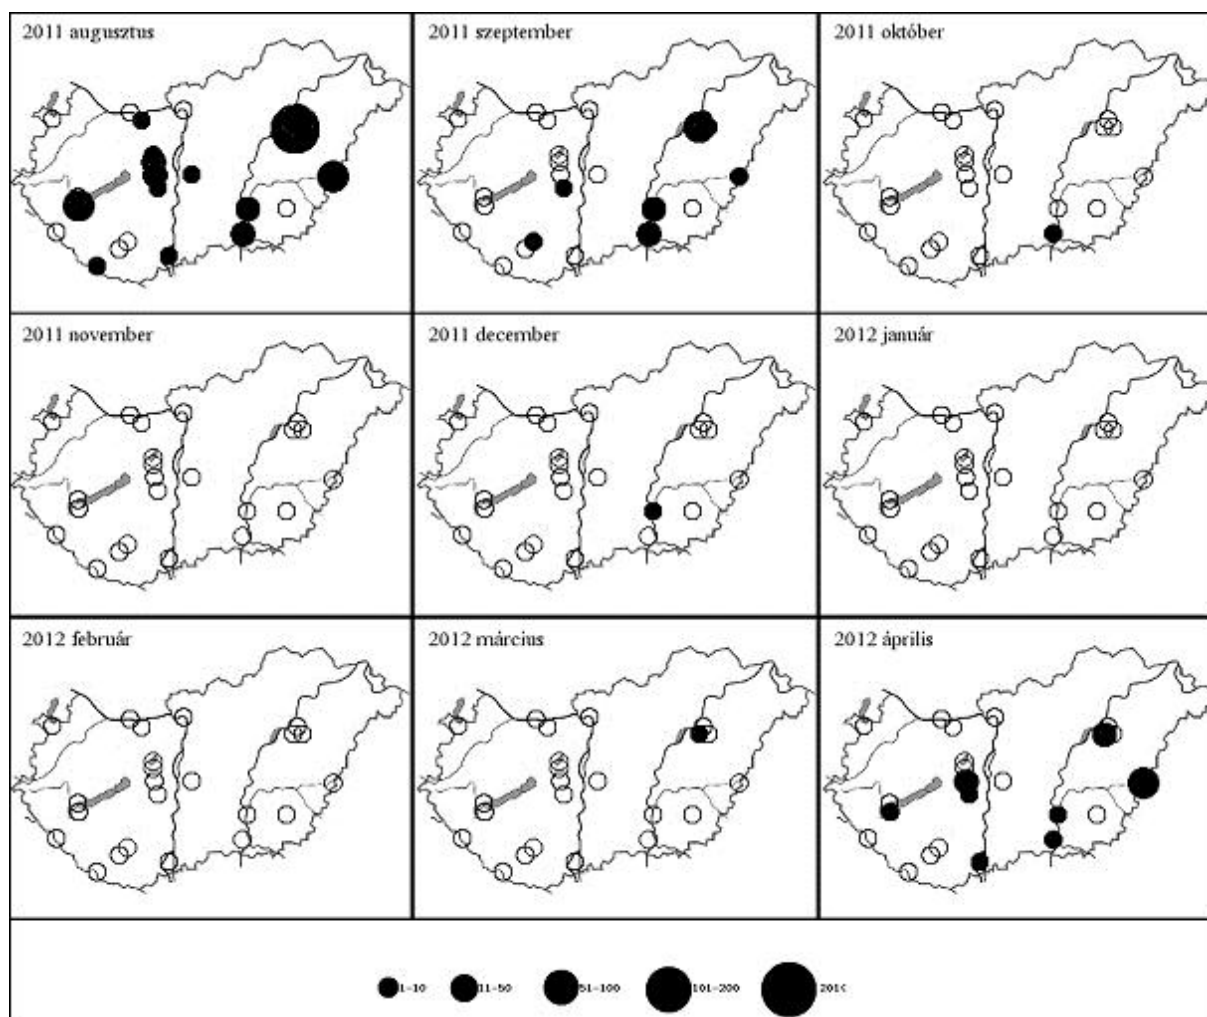 2011 augusztus
2011 szeptember
2011 október
2011 november
2011 december
2012 január
2012 február
2012 március
2012 április
1-10
11-50
51-100
101-200
201<